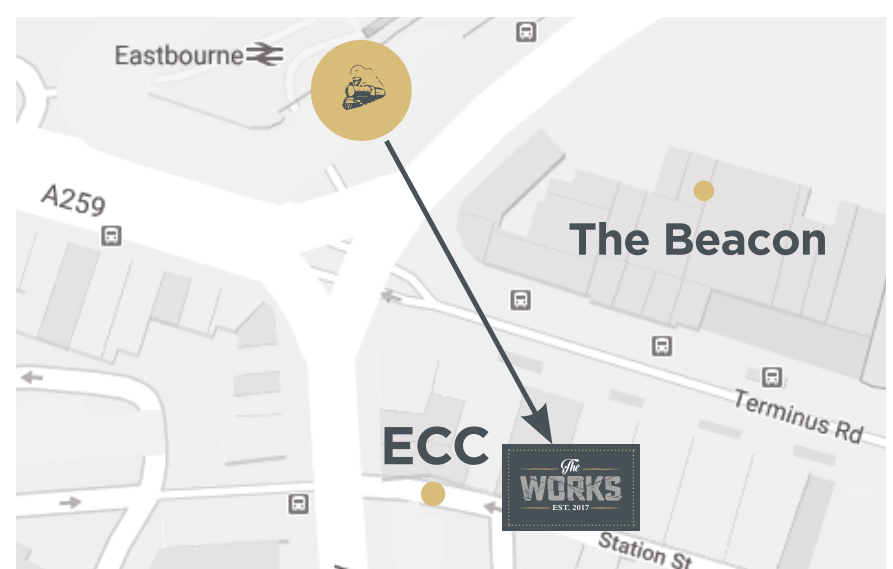 Eastbourne
A259
The Beacon
Terminus Rd
ECC
The
WORKS
EST. 2017
Station St